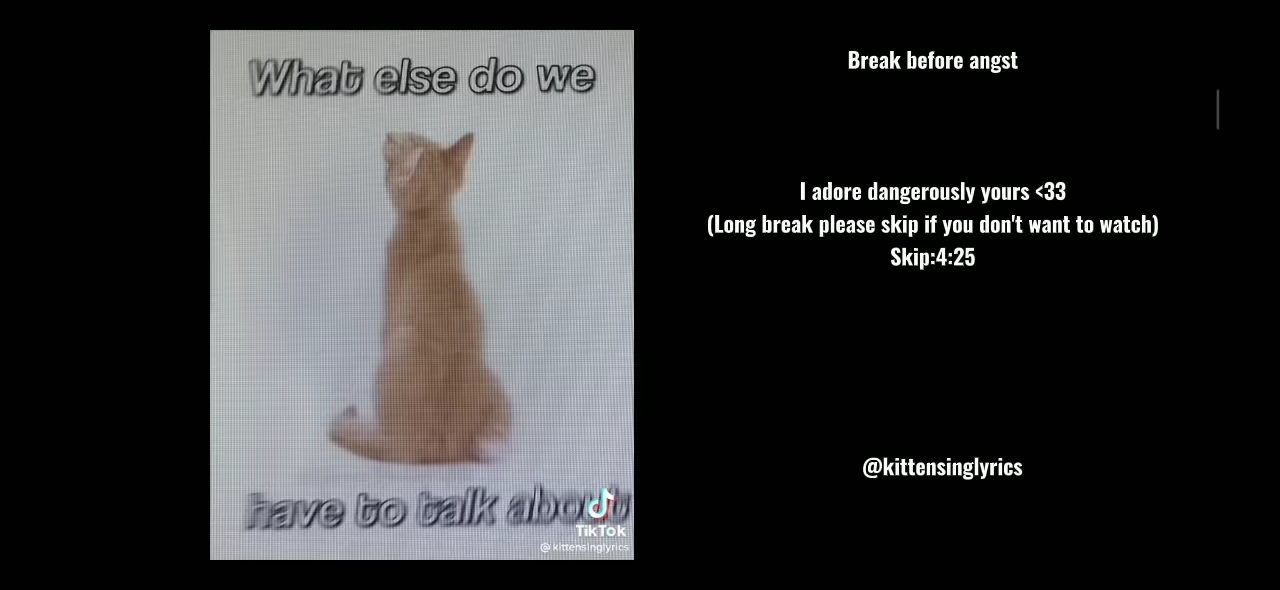 What else do we
have to talk about
TikTok
@kittensinglyrics
Break before angst
I adore dangerously yours <33
(Long break please skip if you don't want to watch)
Skip:4:25
@kittensinglyrics